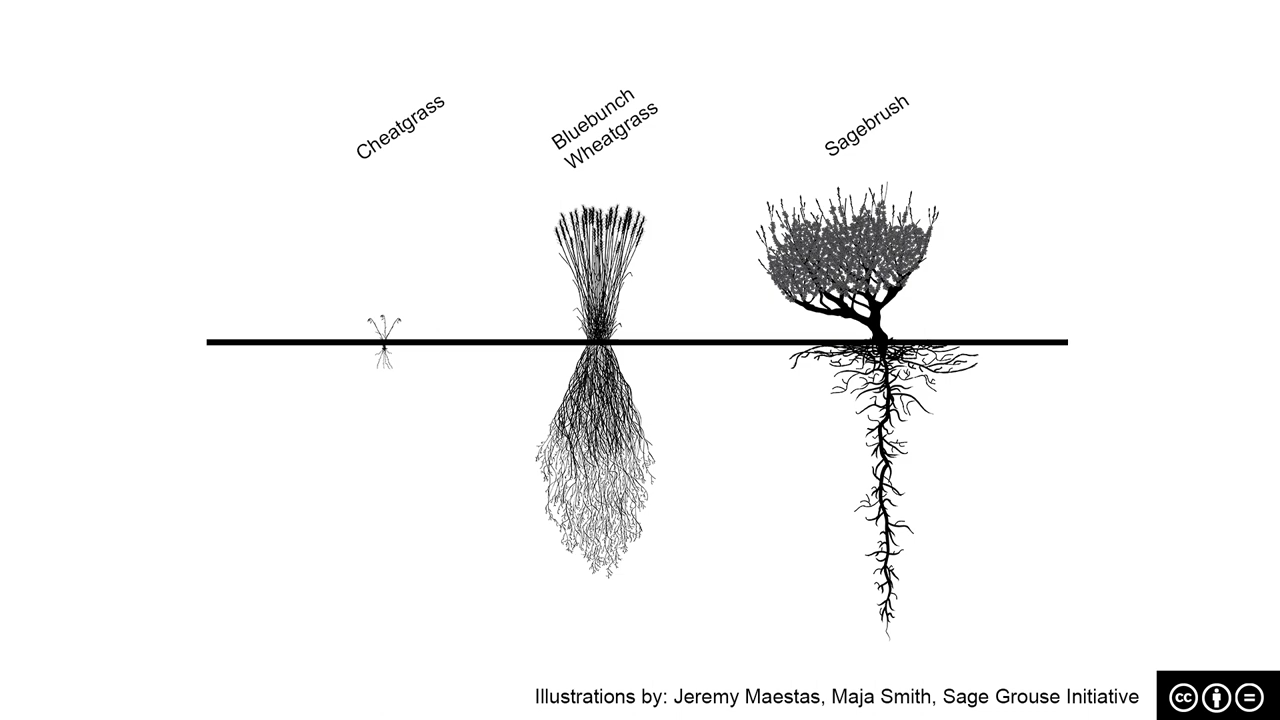 Cheatgrass
Bluebunch
Wheatgrass
Sagebrush
Illustrations by: Jeremy Maestas, Maja Smith, Sage Grouse Initiative
cc